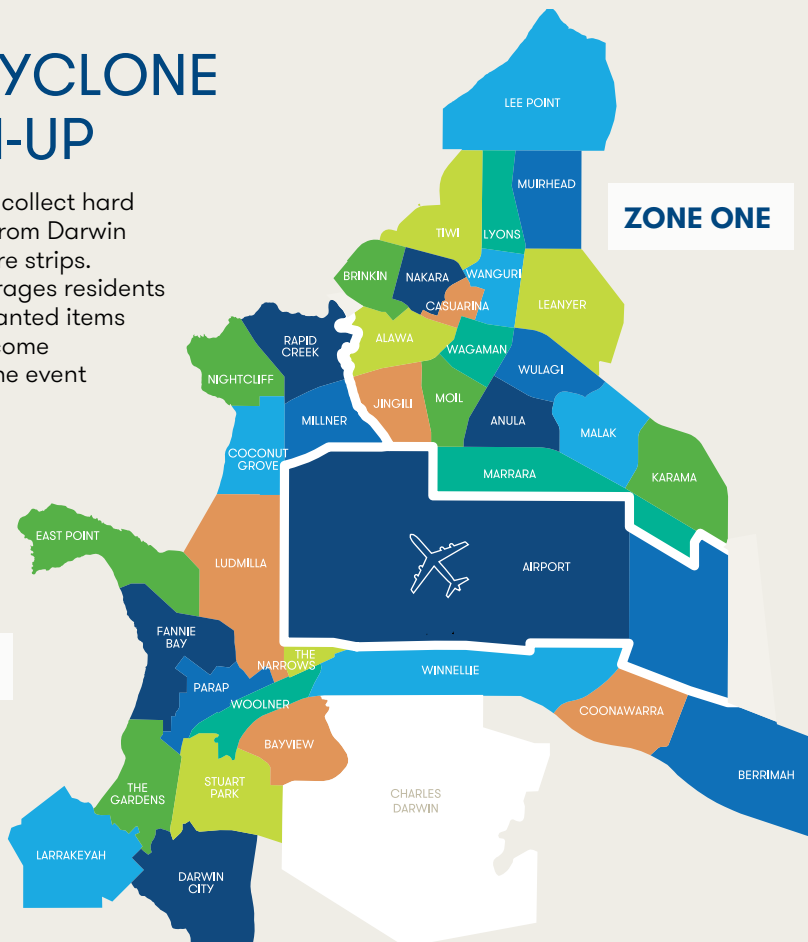 YCLONE
-UP
collect hard
rom Darwin
re strips.
rages residents
anted items
come
ne event
ZONE ONE
LEE POINT
MUIRHEAD
TIWI
LYONS
BRINKIN
NAKARA
WANGURI
CASUARINA
LEANYER
RAPID
CREEK
ALAWA
WAGAMAN
WULAGI
NIGHTCLIFF
JINGILI
MOIL
MILLNER
ANULA
MALAK
COCONUT
GROVE
MARRARA
KARAMA
EAST POINT
LUDMILLA
AIRPORT
FANNIE
BAY
THE
NARROWS
WINNELLIE
PARAP
WOOLNER
COONAWARRA
BAYVIEW
BERRIMAH
THE
GARDENS
STUART
PARK
CHARLES
DARWIN
LARRAKEYAH
DARWIN
CITY